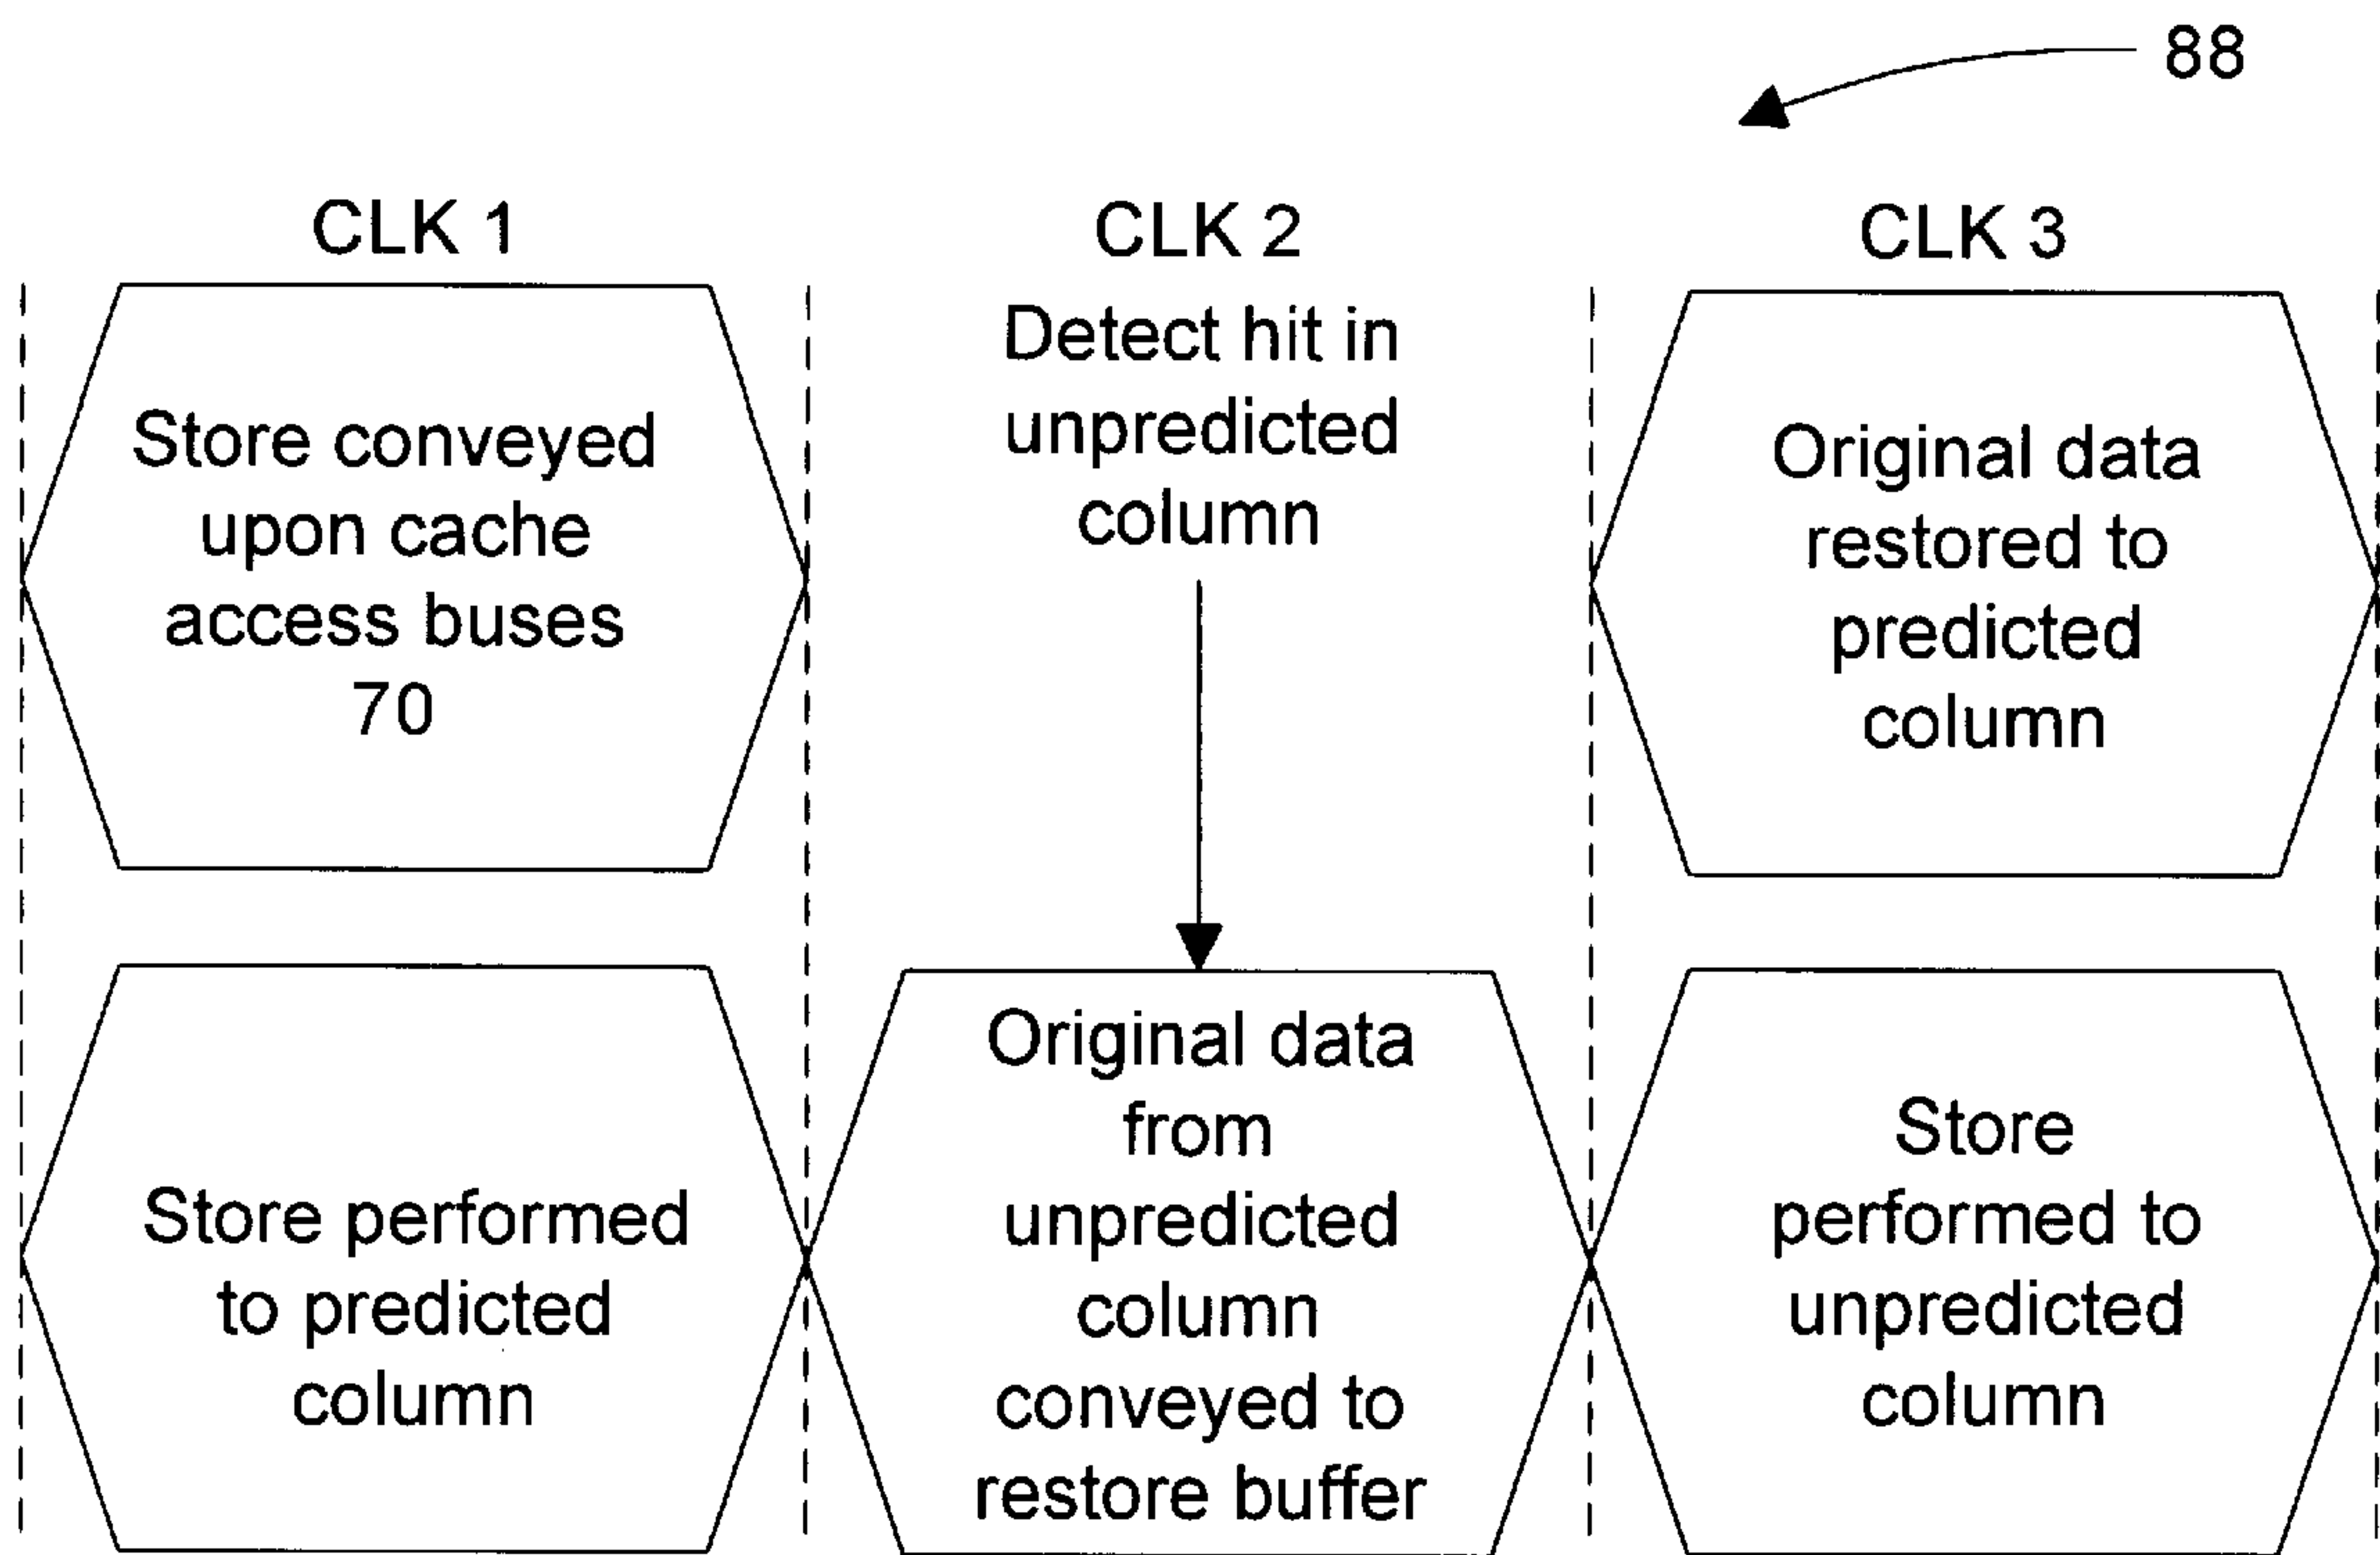 88
CLK 1
CLK 2
CLK 3
Store conveyed
upon cache
access buses
70
Detect hit in
unpredicted
column
Original data
restored to
predicted
column
Store performed
to predicted
column
Original data
from
unpredicted
column
conveyed to
restore buffer
Store
performed to
unpredicted
column